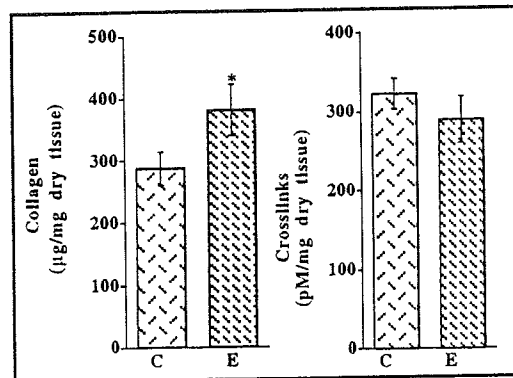 Collagen
(µg/mg dry tissue)
500
400
300
200
100
0
*
C E
Crosslinks
(pM/mg dry tissue)
400
300
200
100
0
C E